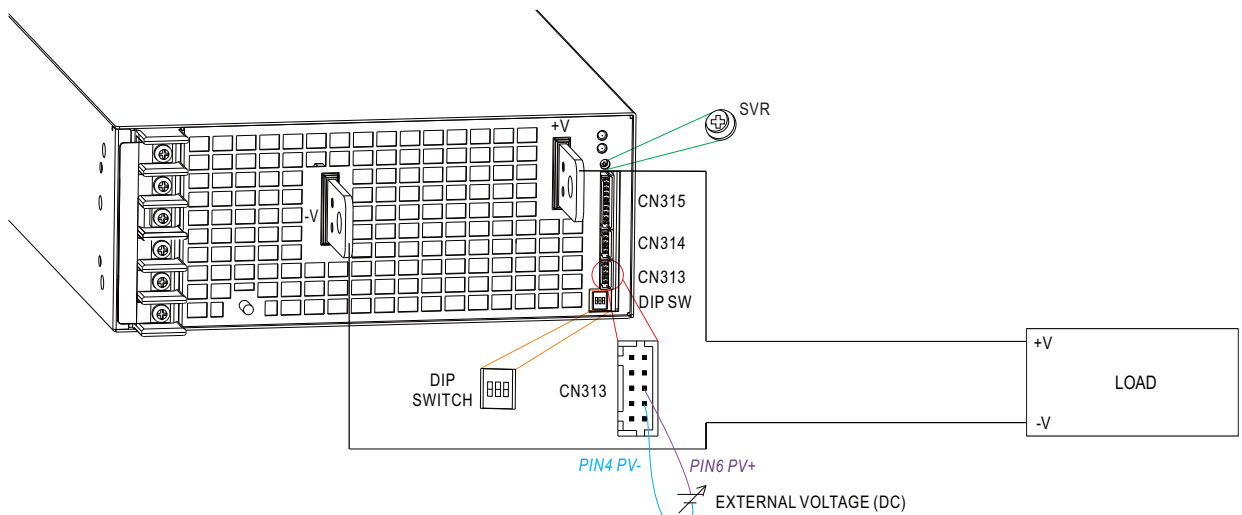 SVR
+V
-V
CN315
CN314
CN313
DIP SW
DIP
SWITCH
CN313
+V
LOAD
-V
PIN4 PV-
PIN6 PV+
EXTERNAL VOLTAGE (DC)